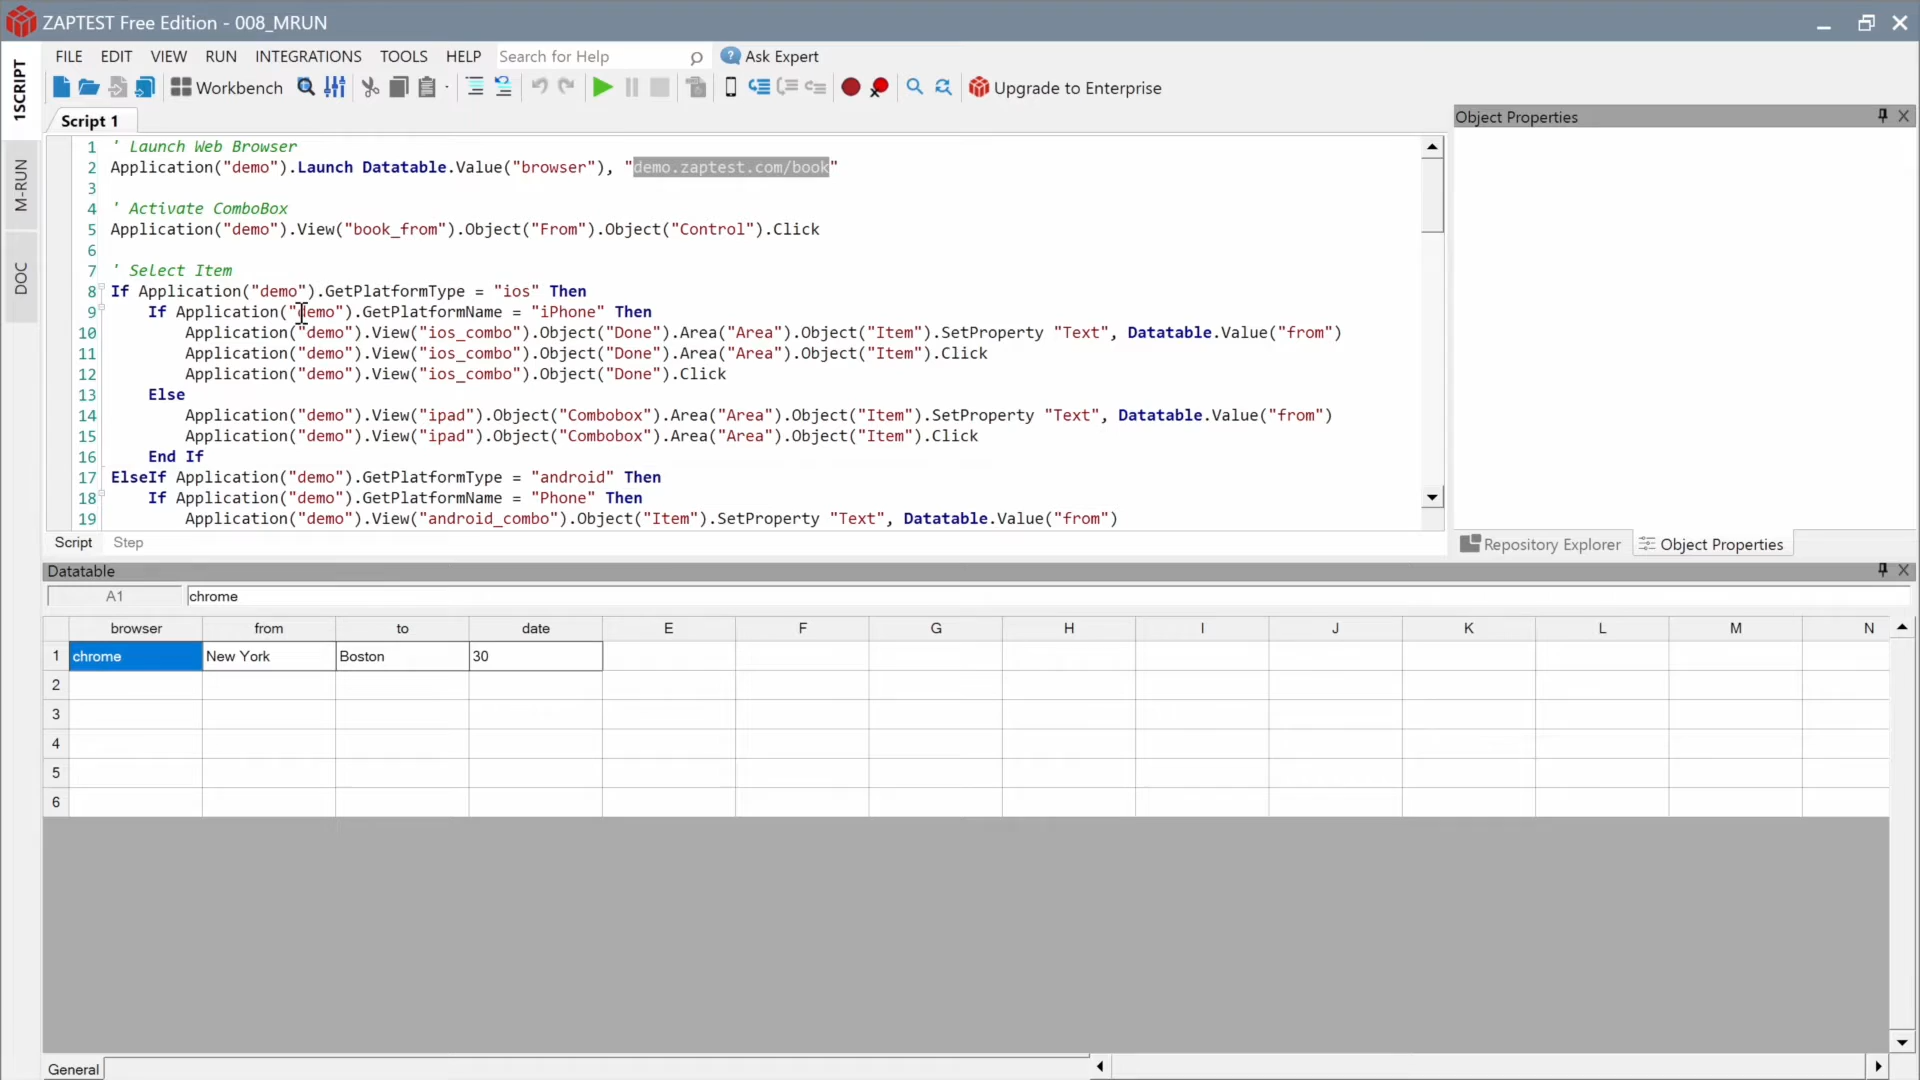 ZAPTEST Free Edition - 008_MRUN
FILE EDIT VIEW RUN INTEGRATIONS TOOLS HELP Search for Help Ask Expert
Workbench Upgrade to Enterprise
1SCRIPT
M-RUN
DOC
Script 1
1 ' Launch Web Browser
2 Application("demo").Launch Datatable.Value("browser"), "demo.zaptest.com/book"
3
4 ' Activate ComboBox
5 Application("demo").View("book_from").Object("From").Object("Control").Click
6
7 ' Select Item
8 If Application("demo").GetPlatformType = "ios" Then
9 If Application("demo").GetPlatformName = "iPhone" Then
10 Application("demo").View("ios_combo").Object("Done").Area("Area").Object("Item").SetProperty "Text", Datatable.Value("from")
11 Application("demo").View("ios_combo").Object("Done").Area("Area").Object("Item").Click
12 Application("demo").View("ios_combo").Object("Done").Click
13 Else
14 Application("demo").View("ipad").Object("Combobox").Area("Area").Object("Item").SetProperty "Text", Datatable.Value("from")
15 Application("demo").View("ipad").Object("Combobox").Area("Area").Object("Item").Click
16 End If
17 ElseIf Application("demo").GetPlatformType = "android" Then
18 If Application("demo").GetPlatformName = "Phone" Then
19 Application("demo").View("android_combo").Object("Item").SetProperty "Text", Datatable.Value("from")
Script Step
Object Properties
Repository Explorer Object Properties
Datatable
A1 chrome
browser from to date E F G H I J K L M N
1 chrome New York Boston 30
2
3
4
5
6
General